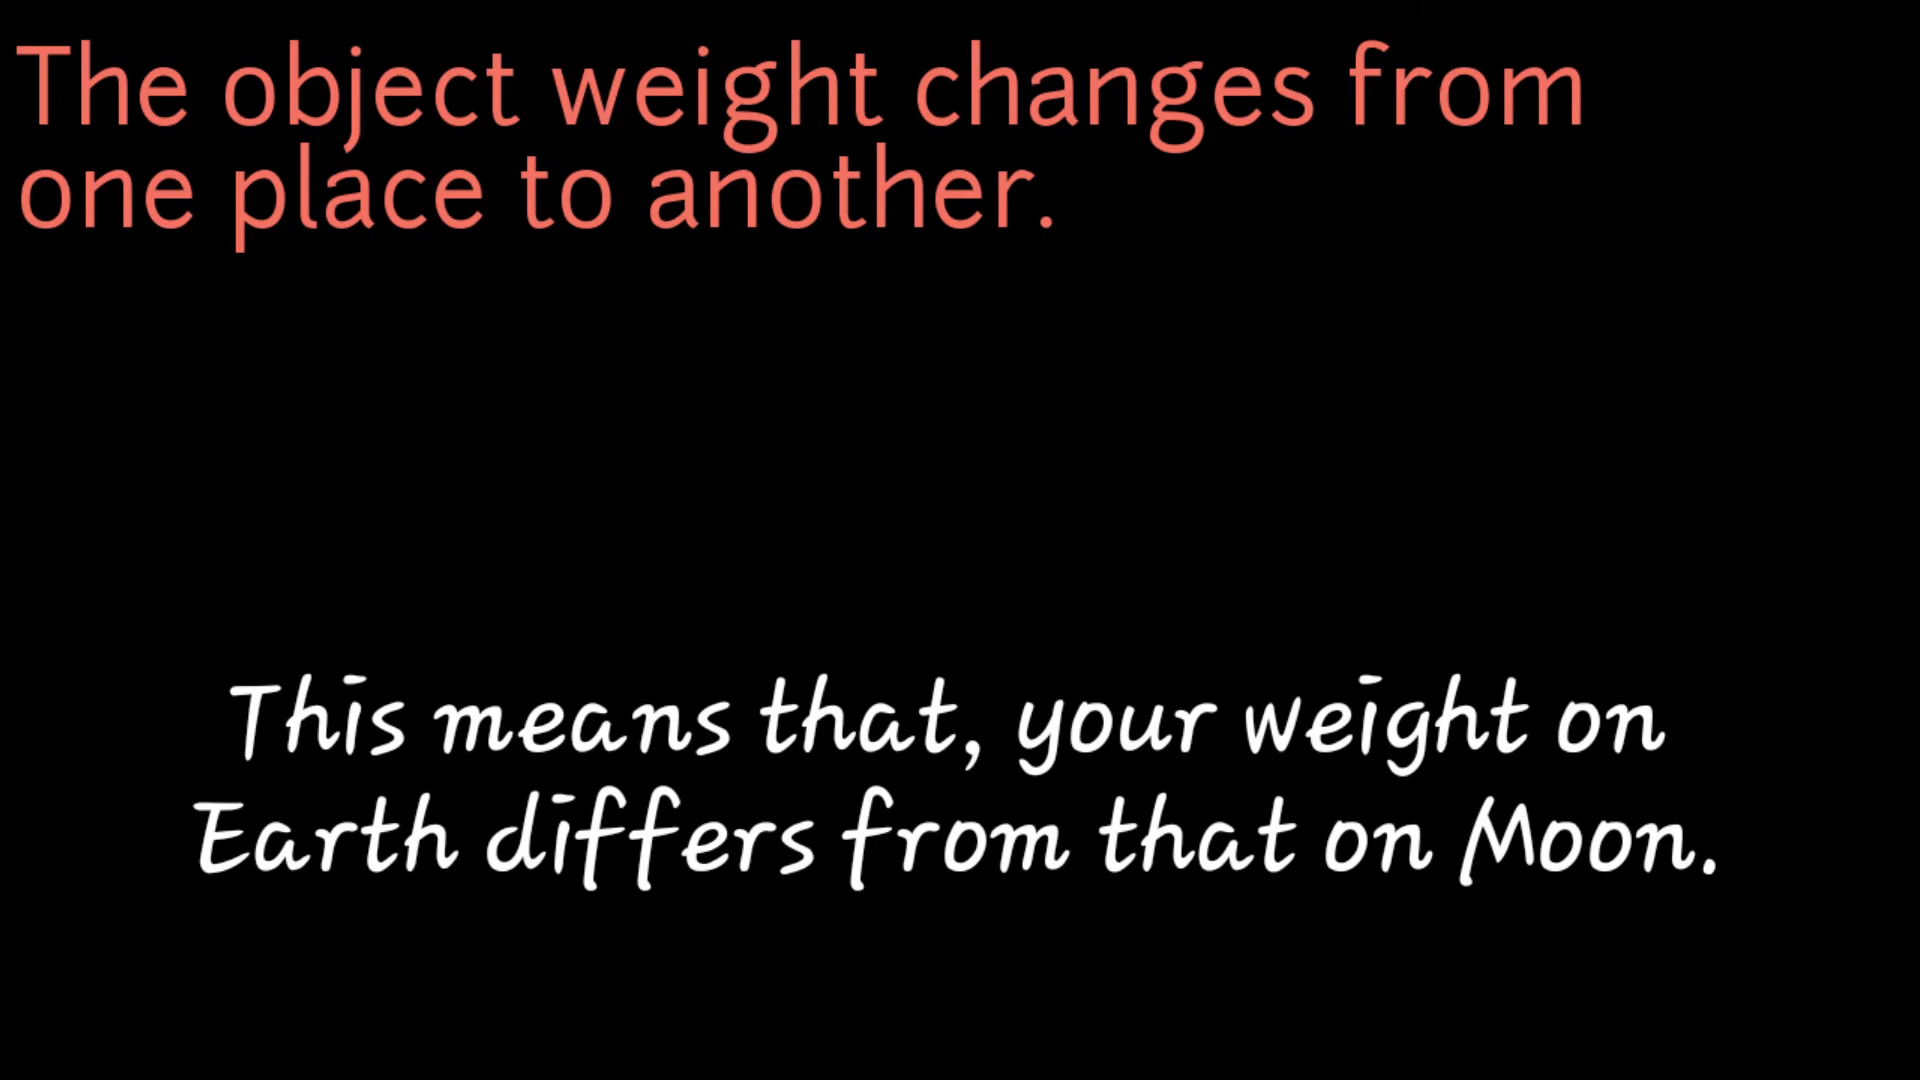 The object weight changes from
one place to another.
This means that, your weight on
Earth differs from that on Moon.